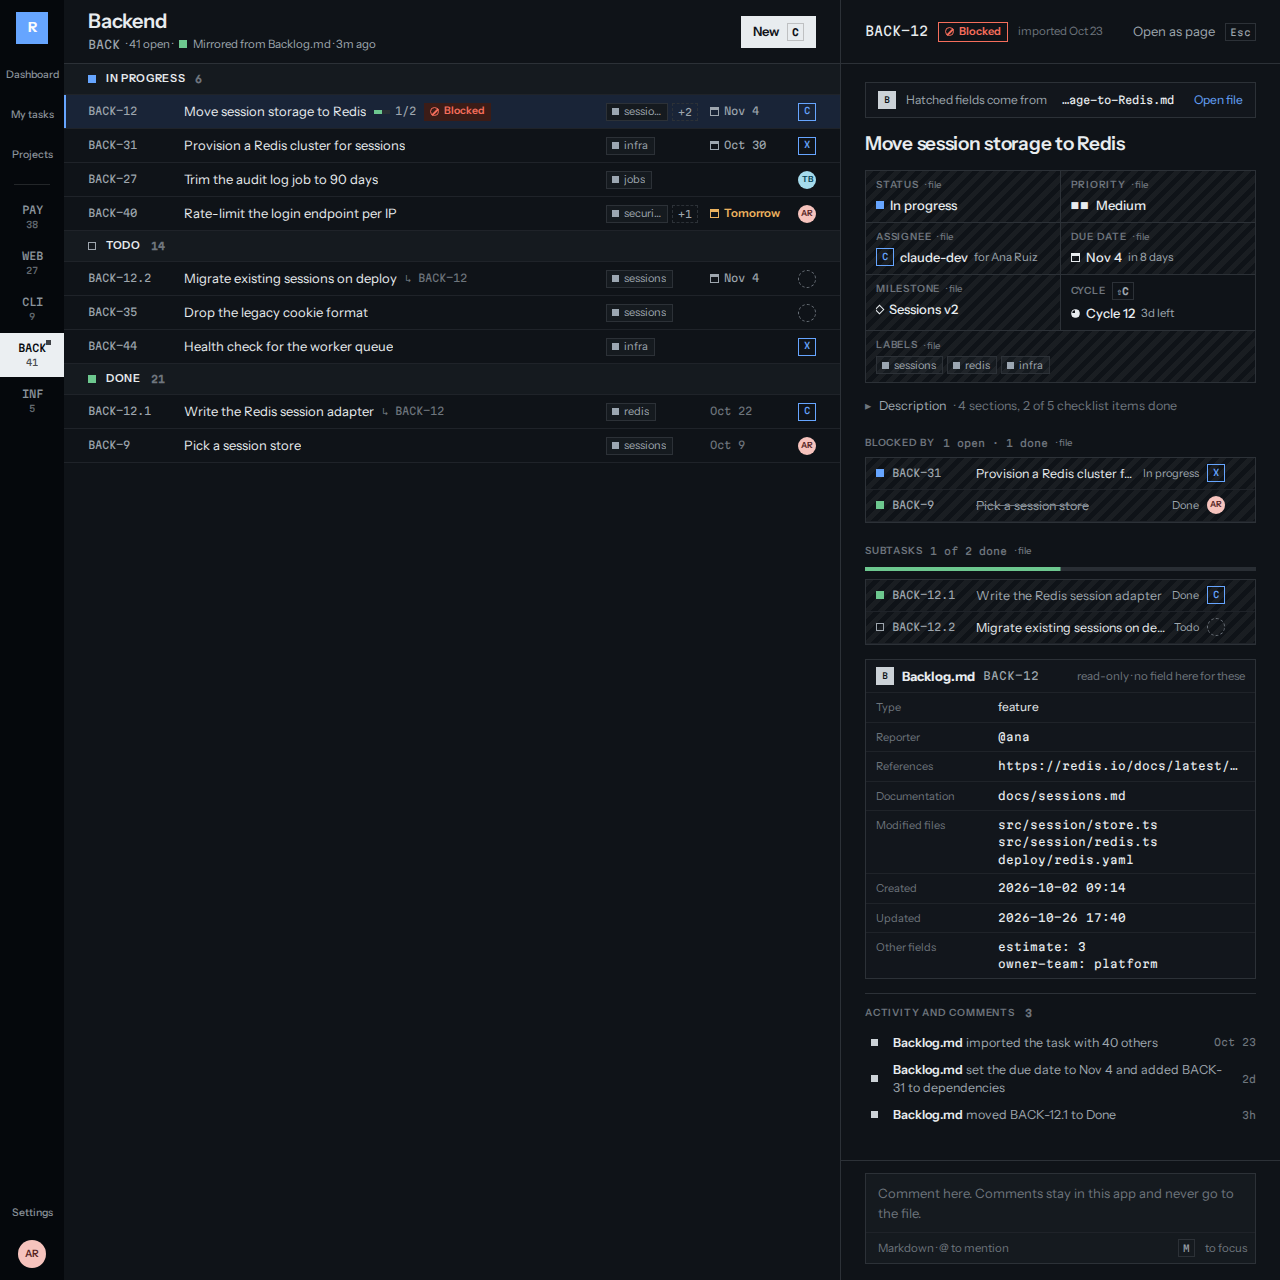 R
Dashboard
My tasks
Projects
PAY
38
WEB
27
CLI
9
BACK
41
INF
5
Settings
AR
Backend
BACK · 41 open · Mirrored from Backlog.md · 3m ago
New C
IN PROGRESS 6
BACK-12 Move session storage to Redis 1/2 Blocked sessio… +2 Nov 4 C
BACK-31 Provision a Redis cluster for sessions infra Oct 30 X
BACK-27 Trim the audit log job to 90 days jobs TB
BACK-40 Rate-limit the login endpoint per IP securi… +1 Tomorrow AR
TODO 14
BACK-12.2 Migrate existing sessions on deploy ↳ BACK-12 sessions Nov 4
BACK-35 Drop the legacy cookie format sessions
BACK-44 Health check for the worker queue infra X
DONE 21
BACK-12.1 Write the Redis session adapter ↳ BACK-12 redis Oct 22 C
BACK-9 Pick a session store sessions Oct 9 AR
BACK-12 Blocked imported Oct 23 Open as page Esc
B Hatched fields come from …age-to-Redis.md Open file
Move session storage to Redis
STATUS · file
In progress
PRIORITY · file
Medium
ASSIGNEE · file
C claude-dev for Ana Ruiz
DUE DATE · file
Nov 4 in 8 days
MILESTONE · file
Sessions v2
CYCLE ⇧C
Cycle 12 3d left
LABELS · file
sessions redis infra
▸ Description · 4 sections, 2 of 5 checklist items done
BLOCKED BY 1 open · 1 done · file
BACK-31 Provision a Redis cluster f… In progress X
BACK-9 Pick a session store Done AR
SUBTASKS 1 of 2 done · file
BACK-12.1 Write the Redis session adapter Done C
BACK-12.2 Migrate existing sessions on de… Todo
B Backlog.md BACK-12 read-only · no field here for these
Type feature
Reporter @ana
References https://redis.io/docs/latest/…
Documentation docs/sessions.md
Modified files src/session/store.ts
src/session/redis.ts
deploy/redis.yaml
Created 2026-10-02 09:14
Updated 2026-10-26 17:40
Other fields estimate: 3
owner-team: platform
ACTIVITY AND COMMENTS 3
Backlog.md imported the task with 40 others Oct 23
Backlog.md set the due date to Nov 4 and added BACK-
31 to dependencies 2d
Backlog.md moved BACK-12.1 to Done 3h
Comment here. Comments stay in this app and never go to
the file.
Markdown · @ to mention M to focus